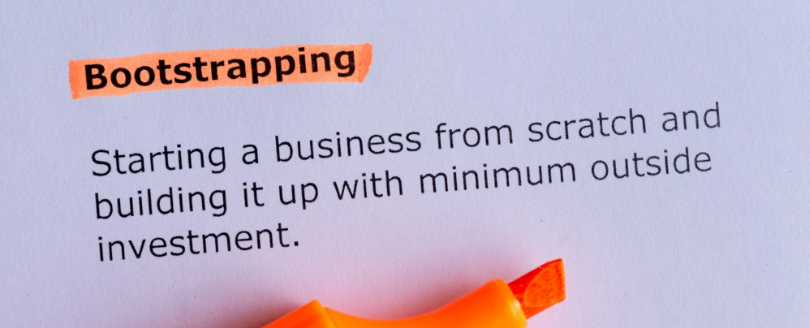 Bootstrapping
Starting a business from scratch and
building it up with minimum outside
investment.